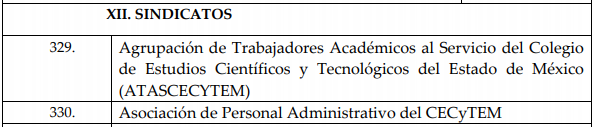 XII. SINDICATOS
329. Agrupación de Trabajadores Académicos al Servicio del Colegio
de Estudios Científicos y Tecnológicos del Estado de México
(ATASCECYTEM)
330. Asociación de Personal Administrativo del CECyTEM